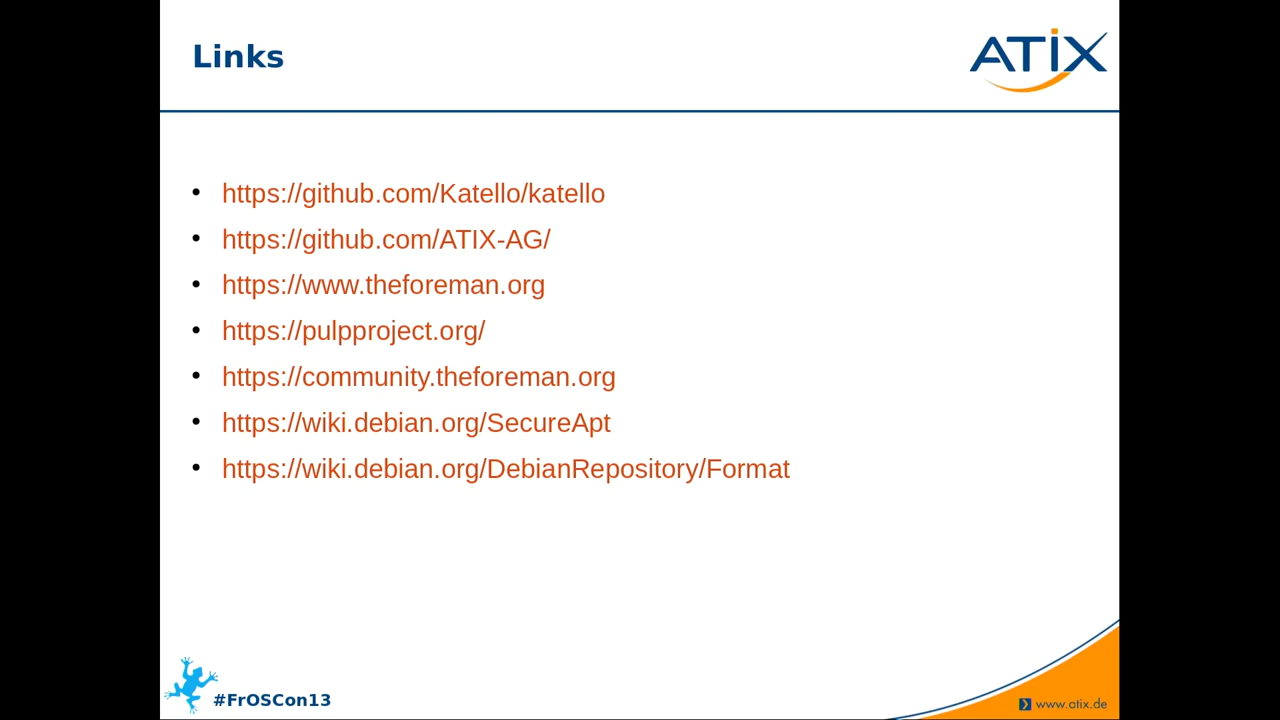 Links
ATIX
• https://github.com/Katello/katello
• https://github.com/ATIX-AG/
• https://www.theforeman.org
• https://pulpproject.org/
• https://community.theforeman.org
• https://wiki.debian.org/SecureApt
• https://wiki.debian.org/DebianRepository/Format
#FrOSCon13
www.atix.de